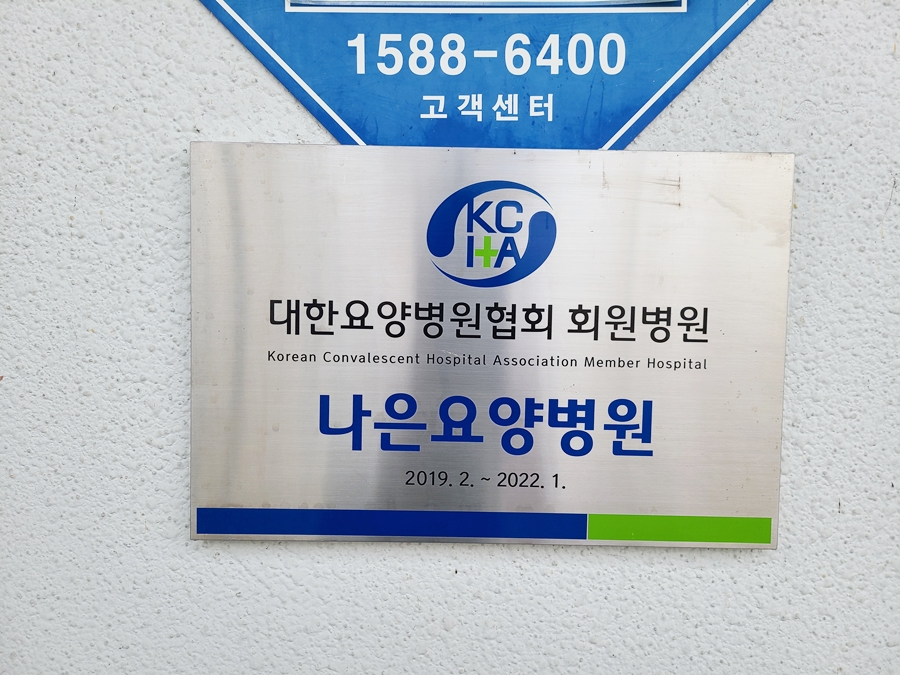 1588-6400
고객센터
KC
H+A
대한요양병원협회 회원병원
Korean Convalescent Hospital Association Member Hospital
나은요양병원
2019. 2. ~ 2022. 1.